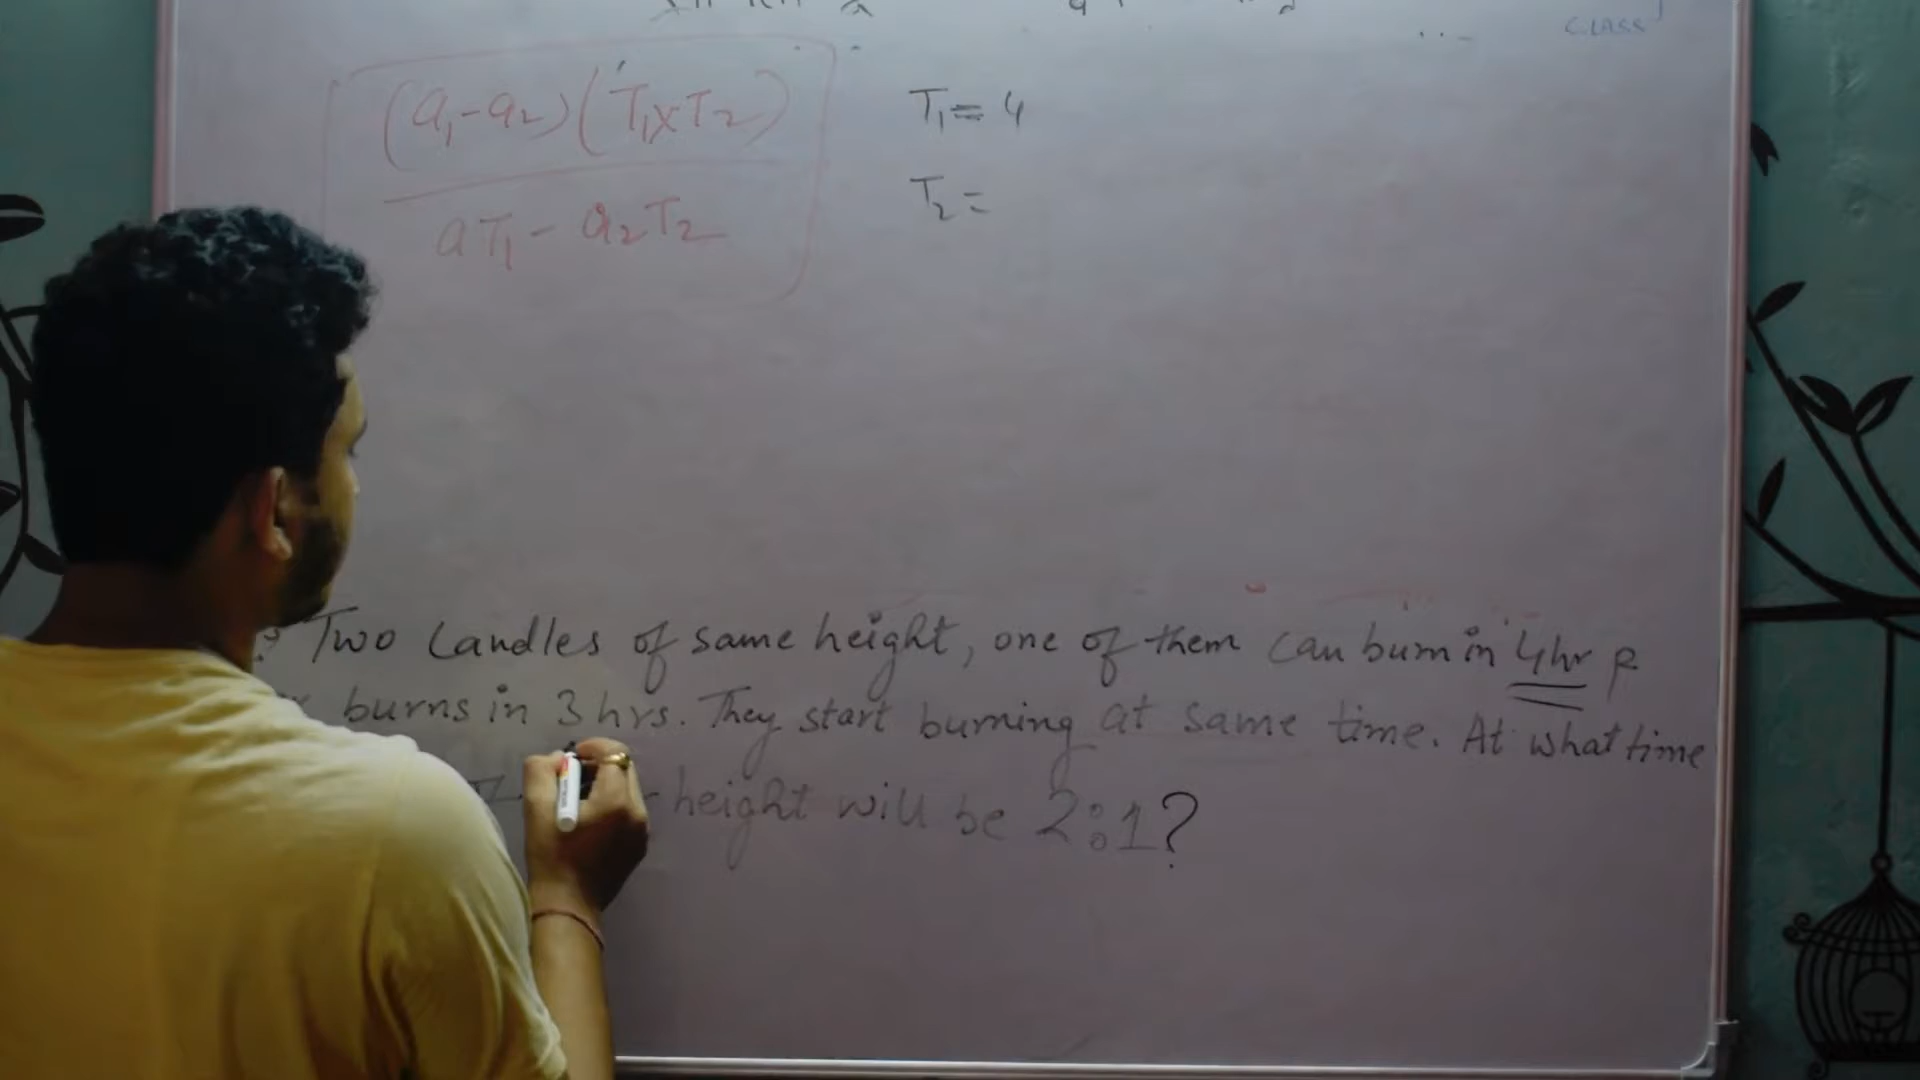 CLASS
(a₁-a₂)(T₁xT₂)
aT₁-a₂T₂
T₁= 4
T₂=
Two Candles of same height, one of them can burn in 4hr
burns in 3hrs. They start burning at same time. At what time
height will be 2:1?